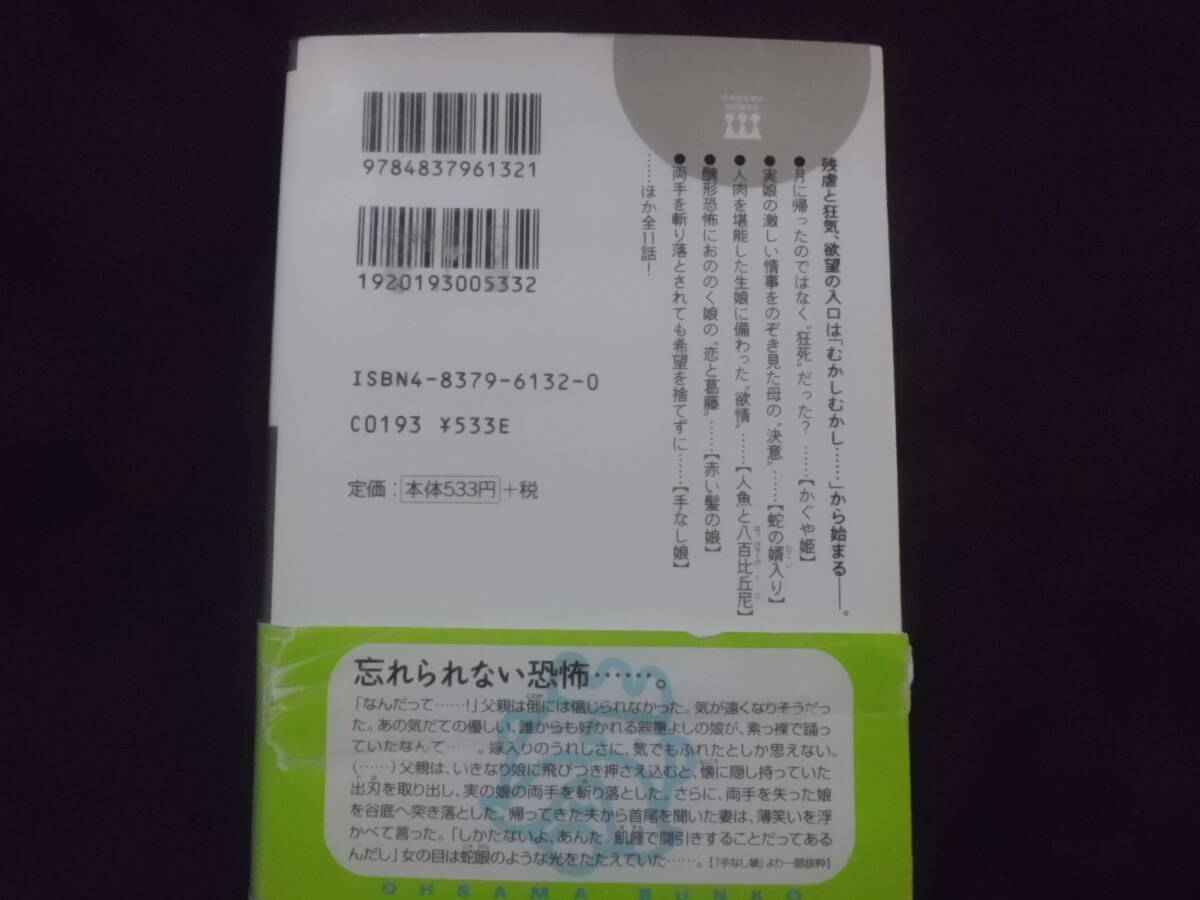 OHSAMA
BUNKO
残虐と狂気、欲望の入口は「むかしむかし……」から始まる――。
●月に帰ったのではなく“狂死”だった？……【かぐや姫】
●実娘の激しい情事をのぞき見た母の“決意”……【蛇の婿入り】
むこい
●人肉を堪能した生娘に備わった“欲情”……【人魚と八百比丘尼】
はっぴゃくびくに
●醜形恐怖におののく娘の“恋と葛藤”……【赤い髪の娘】
●両手を斬り落とされても希望を捨てずに……【手なし娘】
……ほか全11話！
9784837961321
1920193005332
ISBN4-8379-6132-0
C0193 ¥533E
定価：本体533円＋税
忘れられない恐怖……。
「なんだって……！」父親は俄には信じられなかった。気が遠くなりそうだっ
た。あの気だての優しい、誰からも好かれる器量よしの娘が、素っ裸で踊っ
ていたなんて……。嫁入りのうれしさに、気でもふれたとしか思えない。
（……）父親は、いきなり娘に飛びつき押さえ込むと、懐に隠し持っていた
出刃を取り出し、実の娘の両手を斬り落とした。さらに、両手を失った娘
を谷底へ突き落とした。帰ってきた夫から首尾を聞いた妻は、薄笑いを浮
かべて言った。「しかたないよ、あんた。飢饉で間引きすることだってある
んだし」女の目は蛇眼のような光をたたえていた……。【「手なし娘」より一部抜粋】
OHSAMA BUNKO